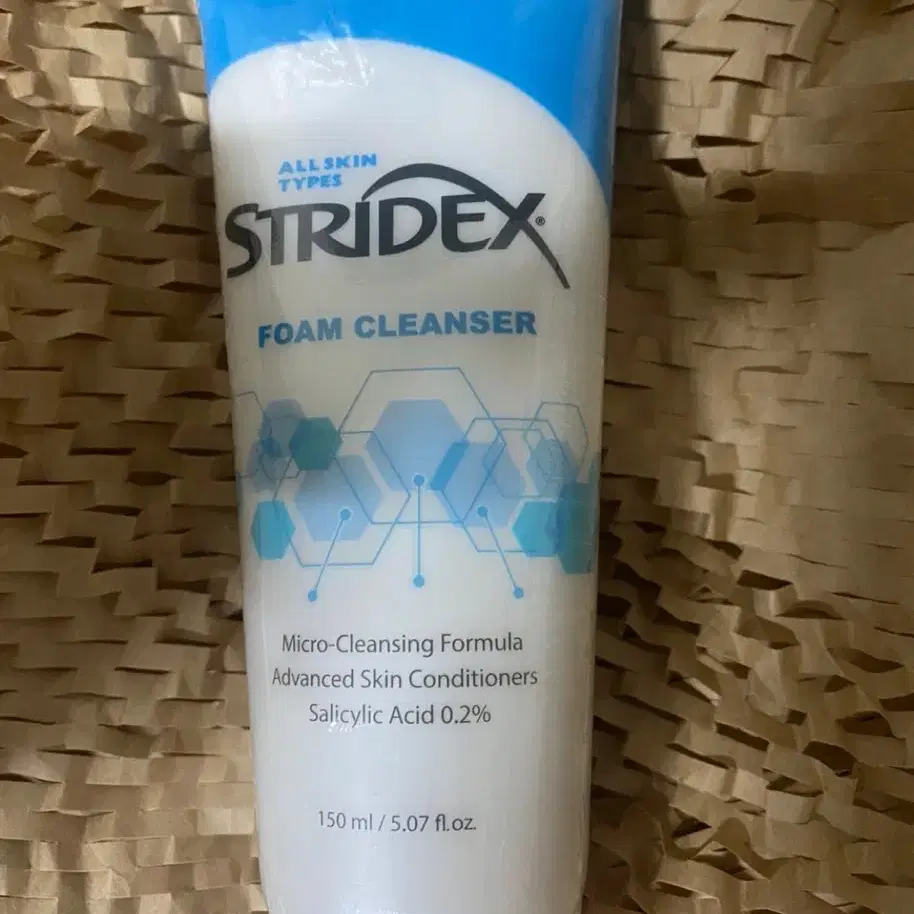 ALL SKIN
TYPES
STRIDEX®
FOAM CLEANSER
Micro-Cleansing Formula
Advanced Skin Conditioners
Salicylic Acid 0.2%
150 ml / 5.07 fl.oz.